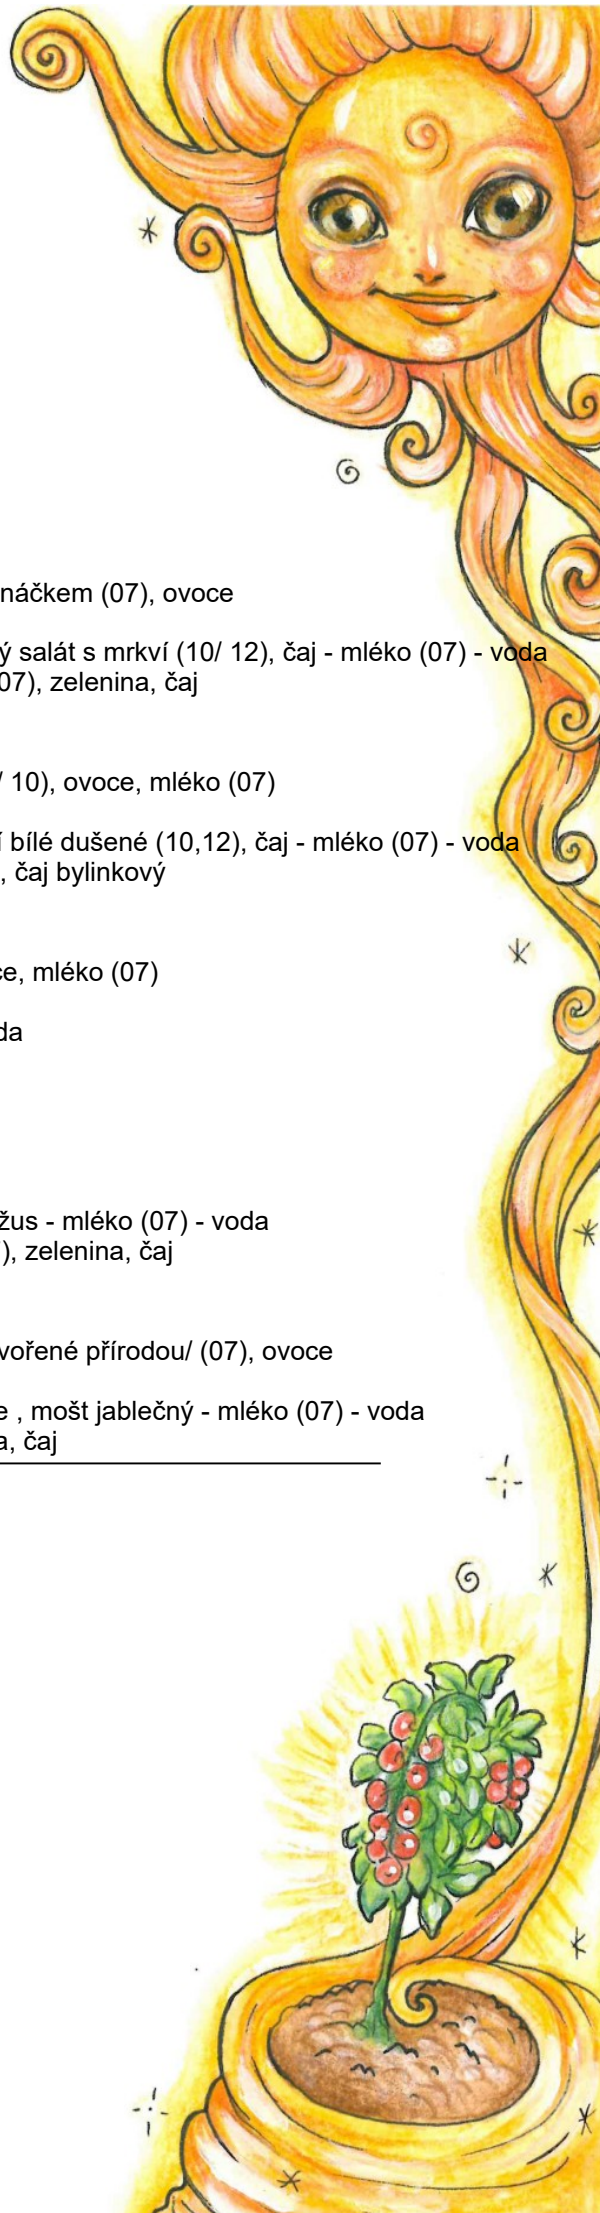 náčkem (07), ovoce
ý salát s mrkví (10/ 12), čaj - mléko (07) - voda
07), zelenina, čaj
/ 10), ovoce, mléko (07)
í bílé dušené (10,12), čaj - mléko (07) - voda
, čaj bylinkový
ce, mléko (07)
da
žus - mléko (07) - voda
), zelenina, čaj
vořené přírodou/ (07), ovoce
e , mošt jablečný - mléko (07) - voda
a, čaj